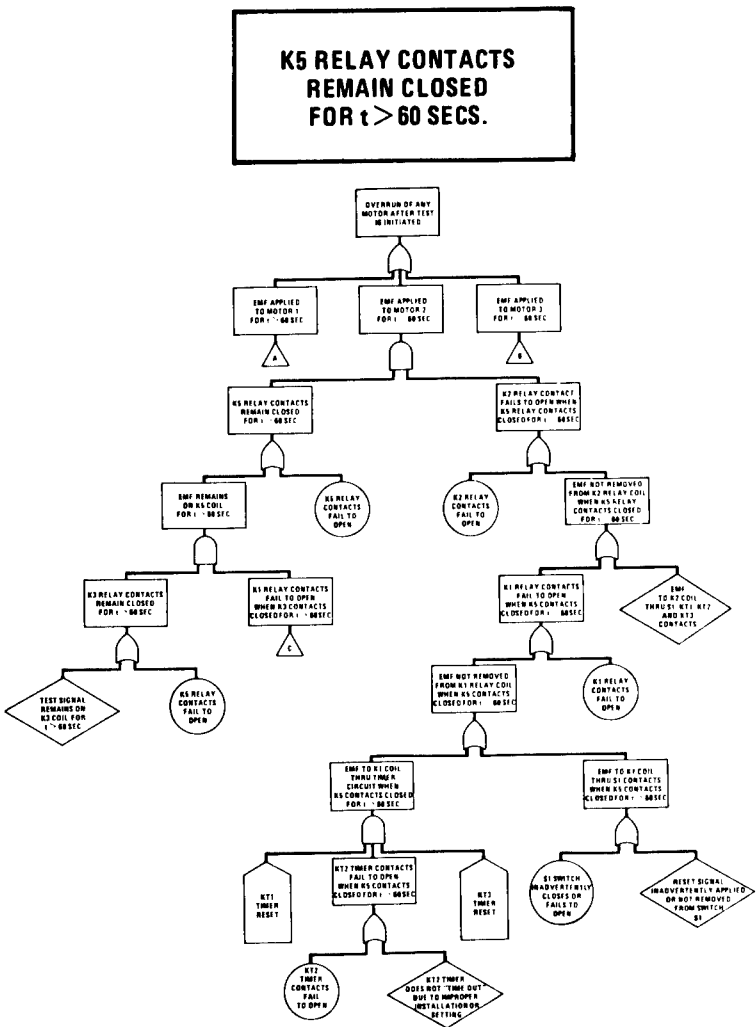 K5 RELAY CONTACTS
REMAIN CLOSED
FOR t > 60 SECS.
OVERRUN OF ANY
MOTOR AFTER TEST
IS INITIATED
EMF APPLIED
TO MOTOR 1
FOR t > 60 SEC
EMF APPLIED
TO MOTOR 2
FOR t 60 SEC
EMF APPLIED
TO MOTOR 3
FOR t 60 SEC
A
B
K5 RELAY CONTACTS
REMAIN CLOSED
FOR t > 60 SEC
K2 RELAY CONTACT
FAILS TO OPEN WHEN
K5 RELAY CONTACTS
CLOSED FOR t 60 SEC
EMF REMAINS
ON K5 COIL
FOR t > 60 SEC
K5 RELAY
CONTACTS
FAIL TO
OPEN
K2 RELAY
CONTACTS
FAIL TO
OPEN
EMF NOT REMOVED
FROM K2 RELAY COIL
WHEN K5 RELAY
CONTACTS CLOSED
FOR t 60 SEC
K3 RELAY CONTACTS
REMAIN CLOSED
FOR t > 60 SEC
K1 RELAY CONTACTS
FAIL TO OPEN
WHEN K3 CONTACTS
CLOSED FOR t > 60 SEC
C
K1 RELAY CONTACTS
FAIL TO OPEN
WHEN K5 CONTACTS
CLOSED FOR t > 60 SEC
EMF
TO K2 COIL
THRU S1 KT1 KT2
AND KT3
CONTACTS
TEST SIGNAL
REMAINS ON
K3 COIL FOR
t > 60 SEC
K5 RELAY
CONTACTS
FAIL TO
OPEN
EMF NOT REMOVED
FROM K1 RELAY COIL
WHEN K5 CONTACTS
CLOSED FOR t 60 SEC
K1 RELAY
CONTACTS
FAIL TO
OPEN
EMF TO K1 COIL
THRU TIMER
CIRCUIT WHEN
K5 CONTACTS CLOSED
FOR t > 60 SEC
EMF TO K1 COIL
THRU S1 CONTACTS
WHEN K5 CONTACTS
CLOSED FOR t > 60 SEC
KT1
TIMER
RESET
KT2 TIMER CONTACTS
FAIL TO OPEN
WHEN K5 CONTACTS
CLOSED FOR t > 60 SEC
KT3
TIMER
RESET
S1 SWITCH
INADVERTENTLY
CLOSES OR
FAILS TO
OPEN
RESET SIGNAL
INADVERTENTLY APPLIED
OR NOT REMOVED
FROM SWITCH
S1
KT2
TIMER
CONTACTS
FAIL
TO OPEN
KT2 TIMER
DOES NOT "TIME OUT"
DUE TO IMPROPER
INSTALLATION OR
SETTING